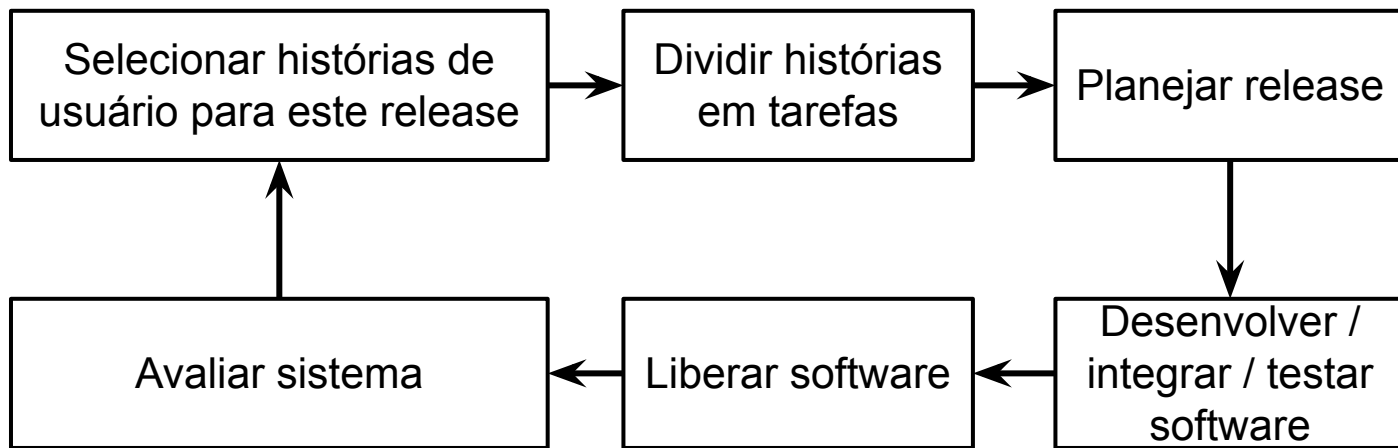 Selecionar histórias de
usuário para este release
Dividir histórias
em tarefas
Planejar release
Avaliar sistema
Liberar software
Desenvolver /
integrar / testar
software